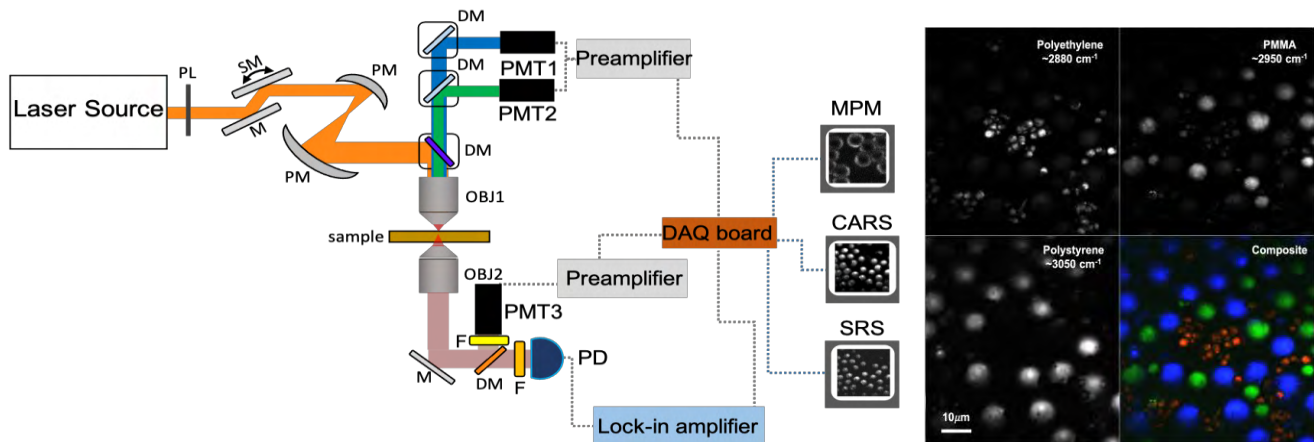 Laser Source
PL
SM
M
PM
PM
DM
DM
DM
PMT1
PMT2
Preamplifier
OBJ1
sample
OBJ2
PMT3
Preamplifier
F
M
DM
F
PD
Lock-in amplifier
DAQ board
MPM
CARS
SRS
Polyethylene
~2880 cm⁻¹
PMMA
~2950 cm⁻¹
Polystyrene
~3050 cm⁻¹
Composite
10μm